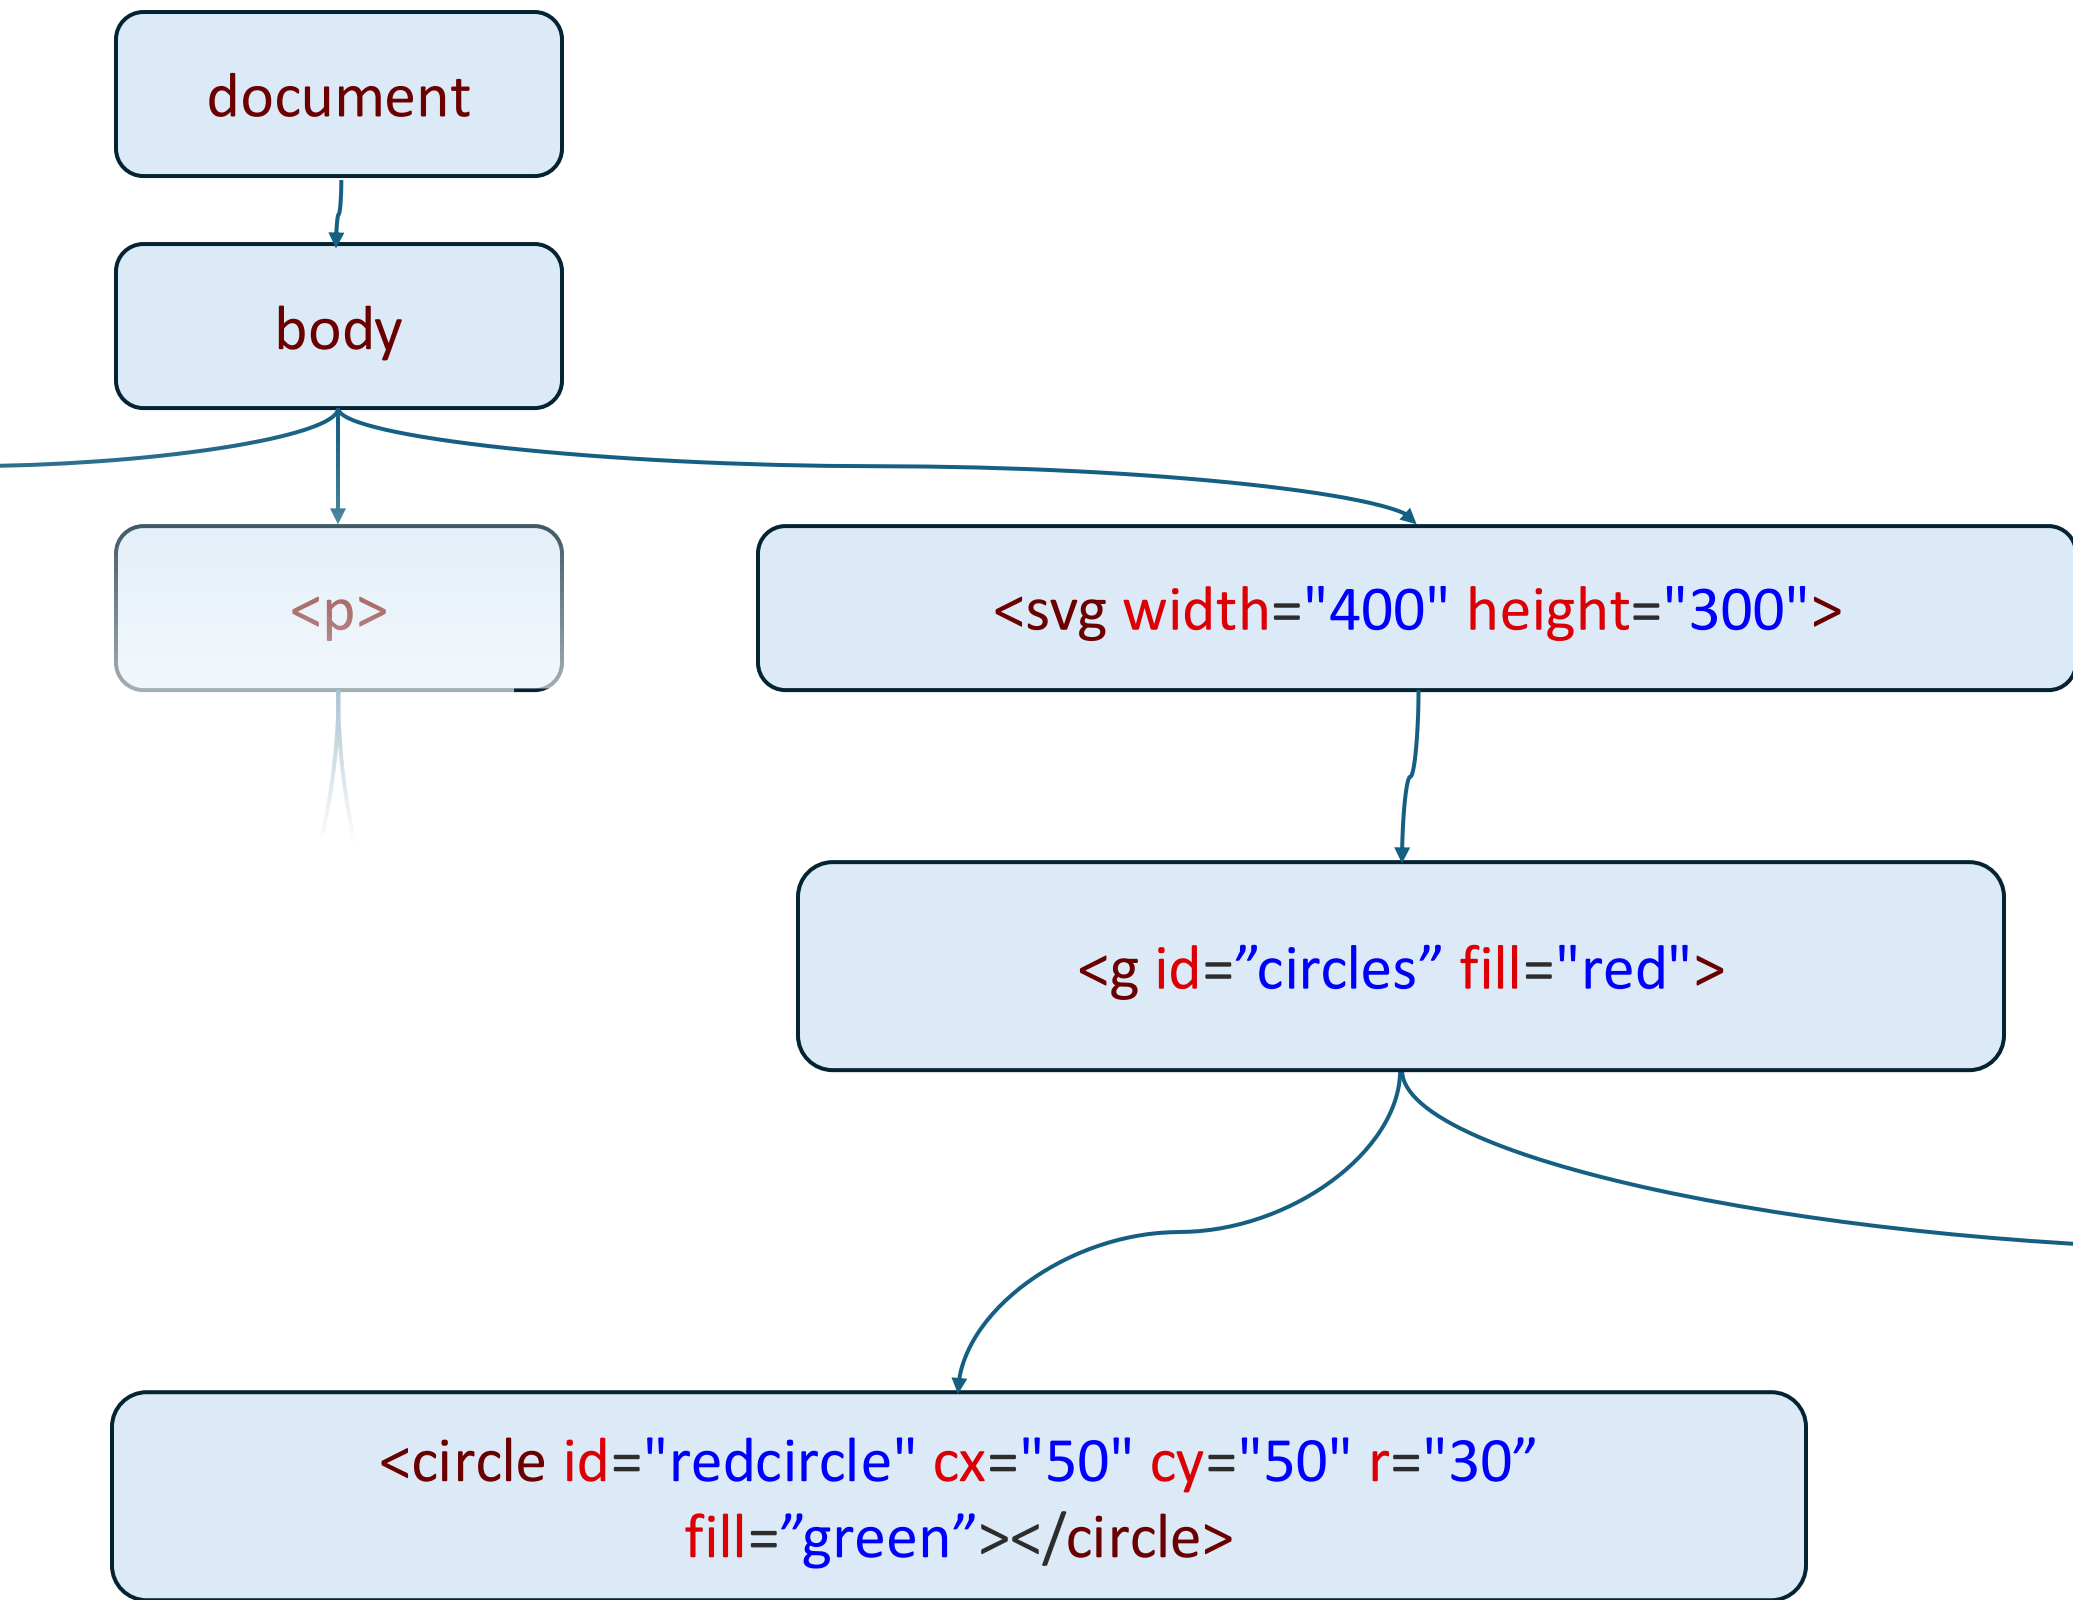 document
body
<p>
<svg width="400" height="300">
<g id=”circles” fill="red">
<circle id="redcircle" cx="50" cy="50" r="30”
fill=”green”></circle>